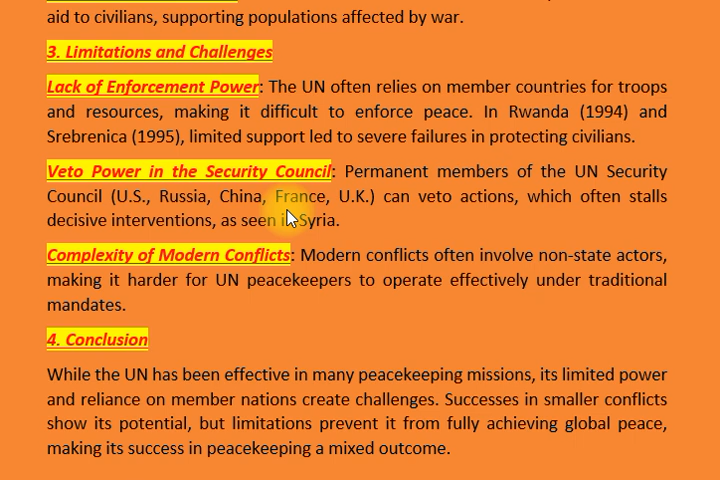 aid to civilians, supporting populations affected by war.
3. Limitations and Challenges
Lack of Enforcement Power: The UN often relies on member countries for troops
and resources, making it difficult to enforce peace. In Rwanda (1994) and
Srebrenica (1995), limited support led to severe failures in protecting civilians.
Veto Power in the Security Council: Permanent members of the UN Security
Council (U.S., Russia, China, France, U.K.) can veto actions, which often stalls
decisive interventions, as seen in Syria.
Complexity of Modern Conflicts: Modern conflicts often involve non-state actors,
making it harder for UN peacekeepers to operate effectively under traditional
mandates.
4. Conclusion
While the UN has been effective in many peacekeeping missions, its limited power
and reliance on member nations create challenges. Successes in smaller conflicts
show its potential, but limitations prevent it from fully achieving global peace,
making its success in peacekeeping a mixed outcome.